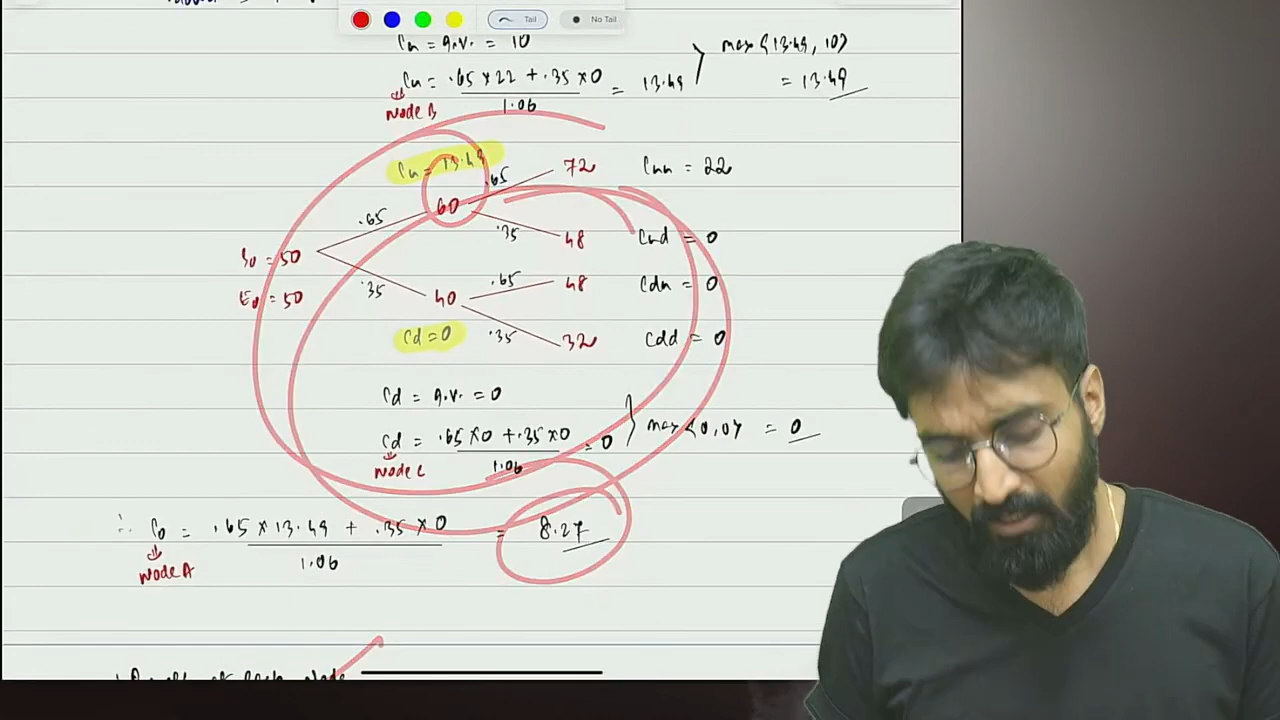 Tail
No Tail
Cu = g.v. = 10
Cu = .65×22 + .35×0 / 1.06 = 13.49
max {13.49, 10}
= 13.49
Node B
Cu = 13.49
.65
72
Cuu = 22
60
.65
.35
48
Cud = 0
S0 = 50
E0 = 50
.35
40
.65
48
Cdu = 0
Cd = 0
.35
32
Cdd = 0
Cd = g.v. = 0
Cd = .65×0 + .35×0 / 1.06 = 0
max {0,0} = 0
Node C
∴ C0 = .65×13.49 + .35×0 / 1.06 = 8.27
Node A
of each node